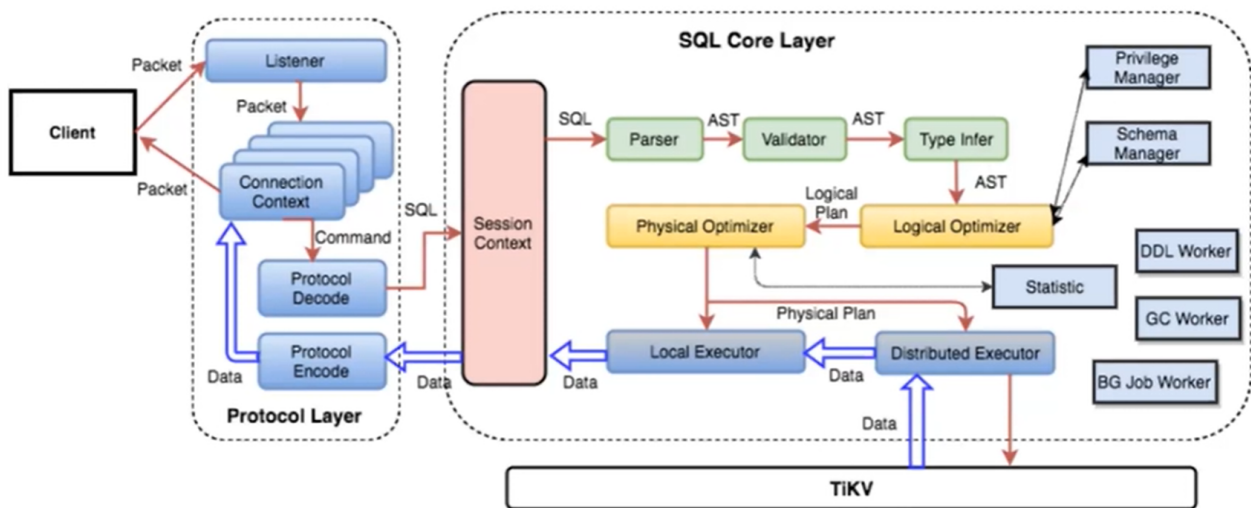 SQL Core Layer
Packet
Listener
Privilege
Manager
Client
Packet
Packet
Connection
Context
Command
SQL
Protocol
Decode
Protocol
Encode
Data
Data
Protocol Layer
Session
Context
SQL
Parser
AST
Validator
AST
Type Infer
Schema
Manager
AST
Logical
Plan
Physical Optimizer
Logical Optimizer
DDL Worker
Statistic
GC Worker
Physical Plan
Local Executor
Distributed Executor
Data
Data
BG Job Worker
Data
TiKV